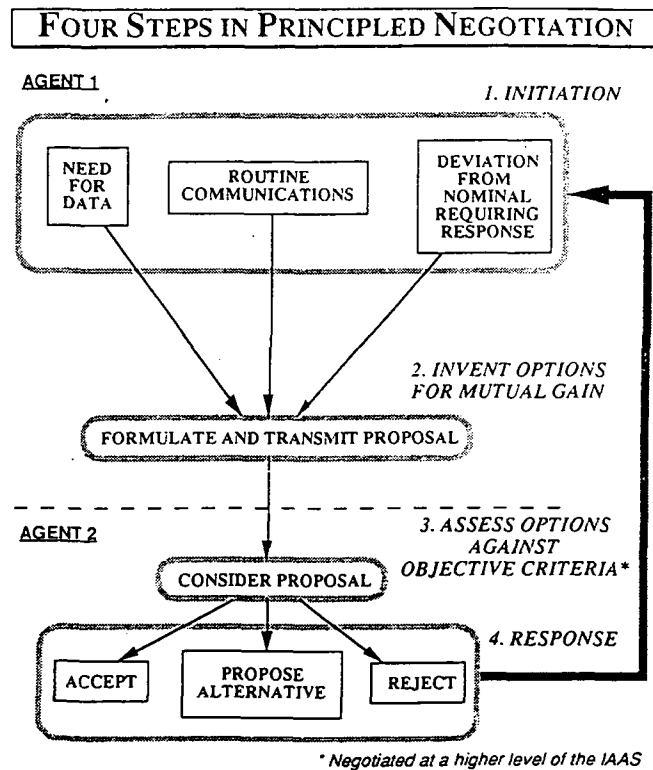 FOUR STEPS IN PRINCIPLED NEGOTIATION
AGENT 1
1. INITIATION
NEED
FOR
DATA
ROUTINE
COMMUNICATIONS
DEVIATION
FROM
NOMINAL
REQUIRING
RESPONSE
2. INVENT OPTIONS
FOR MUTUAL GAIN
FORMULATE AND TRANSMIT PROPOSAL
AGENT 2
3. ASSESS OPTIONS
AGAINST
OBJECTIVE CRITERIA*
CONSIDER PROPOSAL
4. RESPONSE
ACCEPT
PROPOSE
ALTERNATIVE
REJECT
* Negotiated at a higher level of the IAAS